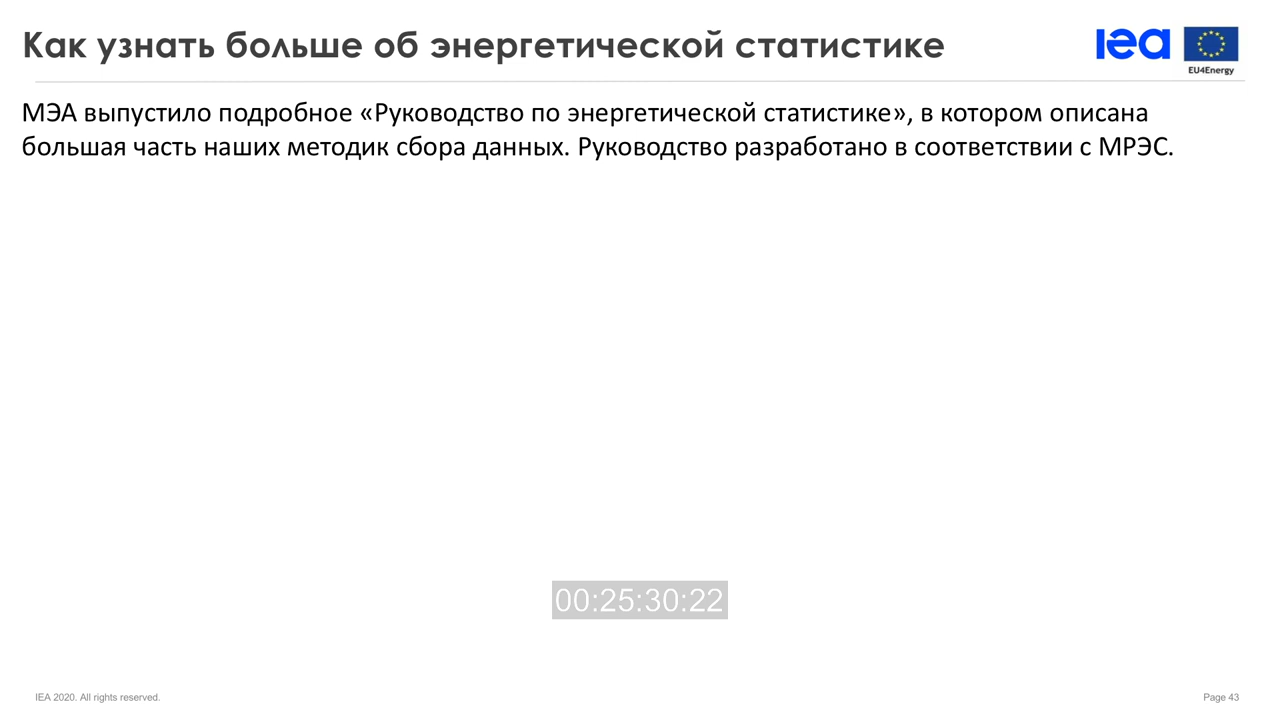 Как узнать больше об энергетической статистике
iea
EU4Energy
МЭА выпустило подробное «Руководство по энергетической статистике», в котором описана
большая часть наших методик сбора данных. Руководство разработано в соответствии с МРЭС.
00:25:30:22
IEA 2020. All rights reserved.
Page 43